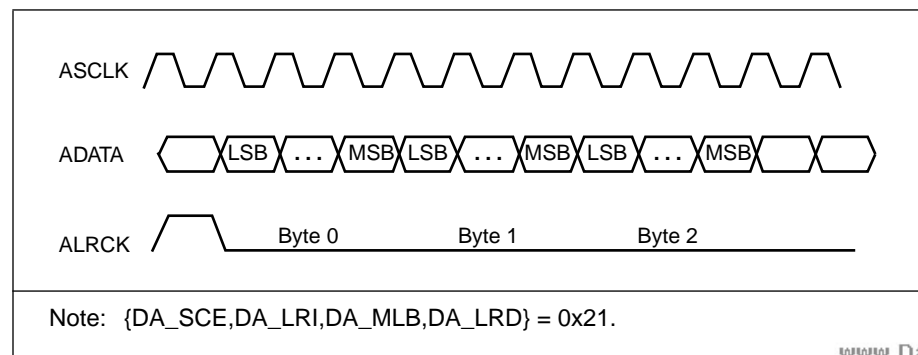 ASCLK
ADATA LSB ... MSB LSB ... MSB LSB ... MSB
ALRCK Byte 0 Byte 1 Byte 2
Note: {DA_SCE,DA_LRI,DA_MLB,DA_LRD} = 0x21.